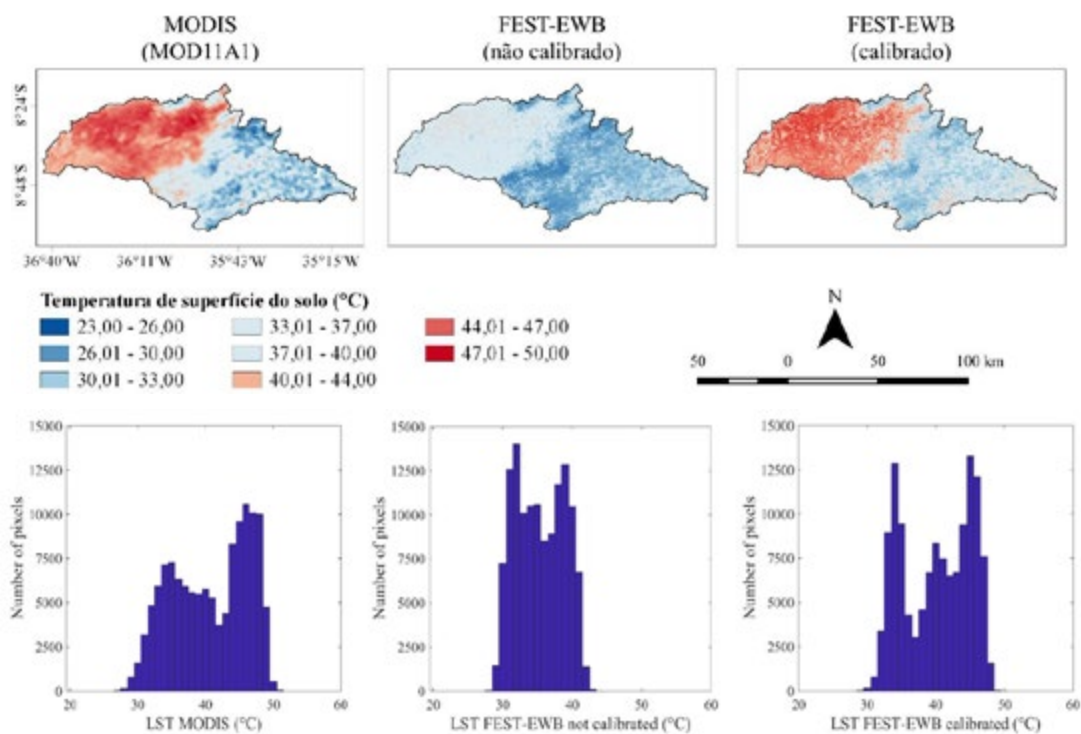 MODIS
(MOD11A1)
FEST-EWB
(não calibrado)
FEST-EWB
(calibrado)
8°24'S
8°48'S
36°40'W 36°11'W 35°43'W 35°15'W
Temperatura de superfície do solo (°C)
23,00 - 26,00
26,01 - 30,00
30,01 - 33,00
33,01 - 37,00
37,01 - 40,00
40,01 - 44,00
44,01 - 47,00
47,01 - 50,00
N
50 0 50 100 km
15000
12500
10000
7500
5000
2500
0
Number of pixels
20 30 40 50 60
LST MODIS (°C)
15000
12500
10000
7500
5000
2500
0
Number of pixels
20 30 40 50 60
LST FEST-EWB not calibrated (°C)
15000
12500
10000
7500
5000
2500
0
Number of pixels
20 30 40 50 60
LST FEST-EWB calibrated (°C)